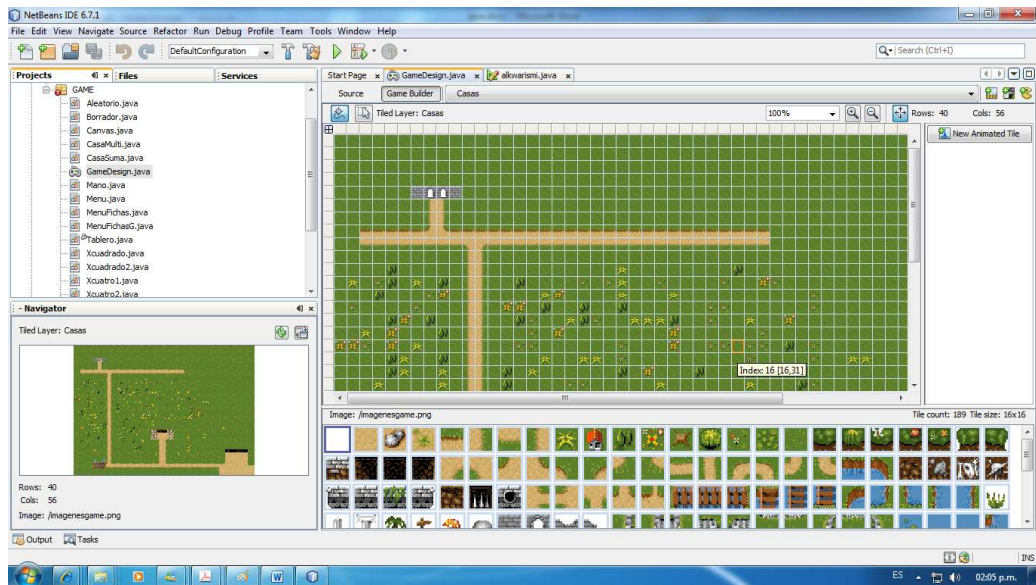 NetBeans IDE 6.7.1
File Edit View Navigate Source Refactor Run Debug Profile Team Tools Window Help
DefaultConfiguration
Search (Ctrl+I)
Projects Files Services
Start Page GameDesign.java alkwarismi.java
Source Game Builder Casas
Tiled Layer: Casas 100% Rows: 40 Cols: 56
New Animated Tile
GAME
Aleatorio.java
Borrador.java
Canvas.java
CasaMulti.java
CasaSuma.java
GameDesign.java
Mano.java
Menu.java
MenuFichas.java
MenuFichasG.java
Tablero.java
Xcuadrado.java
Xcuadrado2.java
Xcuatro1.java
Xcuatro2.java
- Navigator
Tiled Layer: Casas
Rows: 40
Cols: 56
Image: /imagenesgame.png
Index: 16 [16,31]
Image: /imagenesgame.png Tile count: 189 Tile size: 16x16
Output Tasks
INS
ES 02:05 p.m.